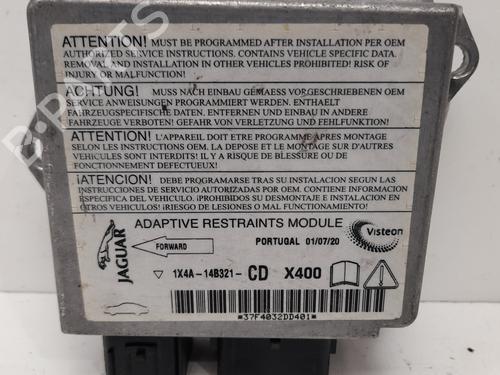 ATTENTION! MUST BE PROGRAMMED AFTER INSTALLATION PER OEM
AUTHORIZED SERVICE INSTRUCTIONS. CONTAINS VEHICLE SPECIFIC DATA.
REMOVAL AND INSTALLATION IN OTHER VEHICLES PROHIBITED! RISK OF
INJURY OR MALFUNCTION!
ACHTUNG! MUSS NACH EINBAU GEMAESS VORGESCHRIEBENEN OEM
SERVICE ANWEISUNGEN PROGRAMMIERT WERDEN. ENTHAELT
FAHRZEUGSPEZIFISCHE DATEN, ENTFERNEN UND EINBAU IN ANDERE
FAHRZEUGE VERBOTEN! GEFAHR VON VERLETZUNG UND FEHLFUNKTION!
ATTENTION! L'APPAREIL DOIT ETRE PROGRAMME APRES MONTAGE
SELON LES INSTRUCTIONS OEM. LA DEPOSE ET MONTAGE SUR D'AUTRES
VEHICULES SONT INTERDITS! IL Y A RISQUE DE BLESSURE OU DE
FONCTIONNEMENT DEFECTUEUX!
¡ATENCION! DEBE PROGRAMARSE TRAS SU INSTALACION SEGUN LAS
INSTRUCCIONES DE SERVICIO AUTORIZADAS POR OEM. CONTIENE INFORMACION
ESPECIFICA DEL VEHICULO. ¡PROHIBIDOS SU DESMONTAJE E INSTALACION EN
OTROS VEHICULOS! ¡RIESGO DE LESIONES O MAL FUNCIONAMIENTO!
ADAPTIVE RESTRAINTS MODULE
JAGUAR
FORWARD
PORTUGAL 01/07/20
Visteon
1X4A-14B321- CD X400
*37F4032DD401*
B-PARTS